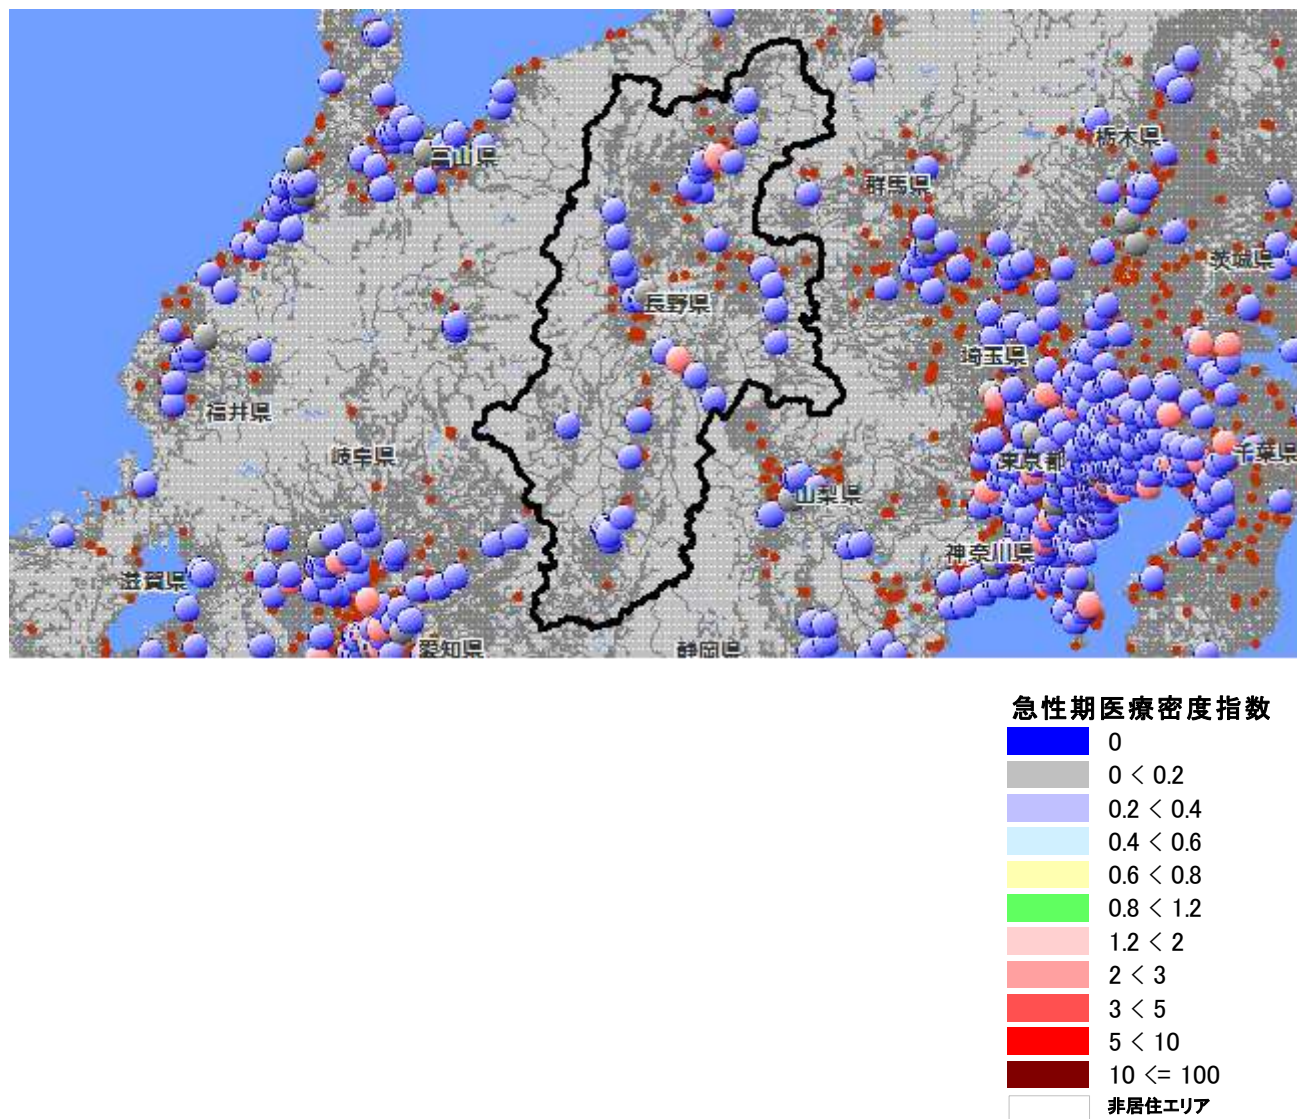 富山県
栃木県
群馬県
茨城県
長野県
埼玉県
福井県
岐阜県
東京都
千葉県
山梨県
神奈川県
滋賀県
愛知県
静岡県
急性期医療密度指数
0
0 < 0.2
0.2 < 0.4
0.4 < 0.6
0.6 < 0.8
0.8 < 1.2
1.2 < 2
2 < 3
3 < 5
5 < 10
10 <= 100
非居住エリア